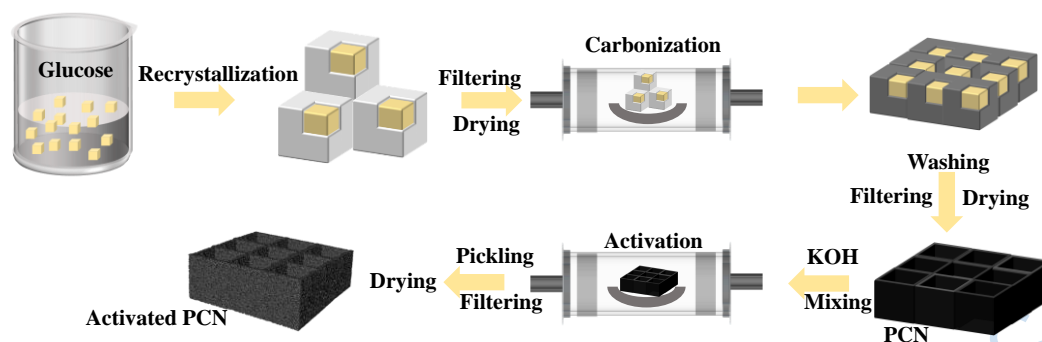 Glucose
Recrystallization
Filtering
Drying
Carbonization
Washing
Filtering
Drying
PCN
KOH
Mixing
Activation
Pickling
Filtering
Drying
Activated PCN